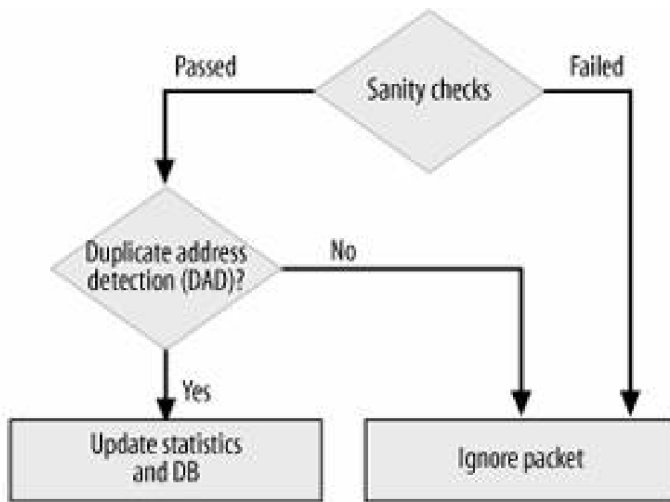 Passed
Sanity checks
Failed
Duplicate address
detection (DAD)?
No
Yes
Update statistics
and DB
Ignore packet